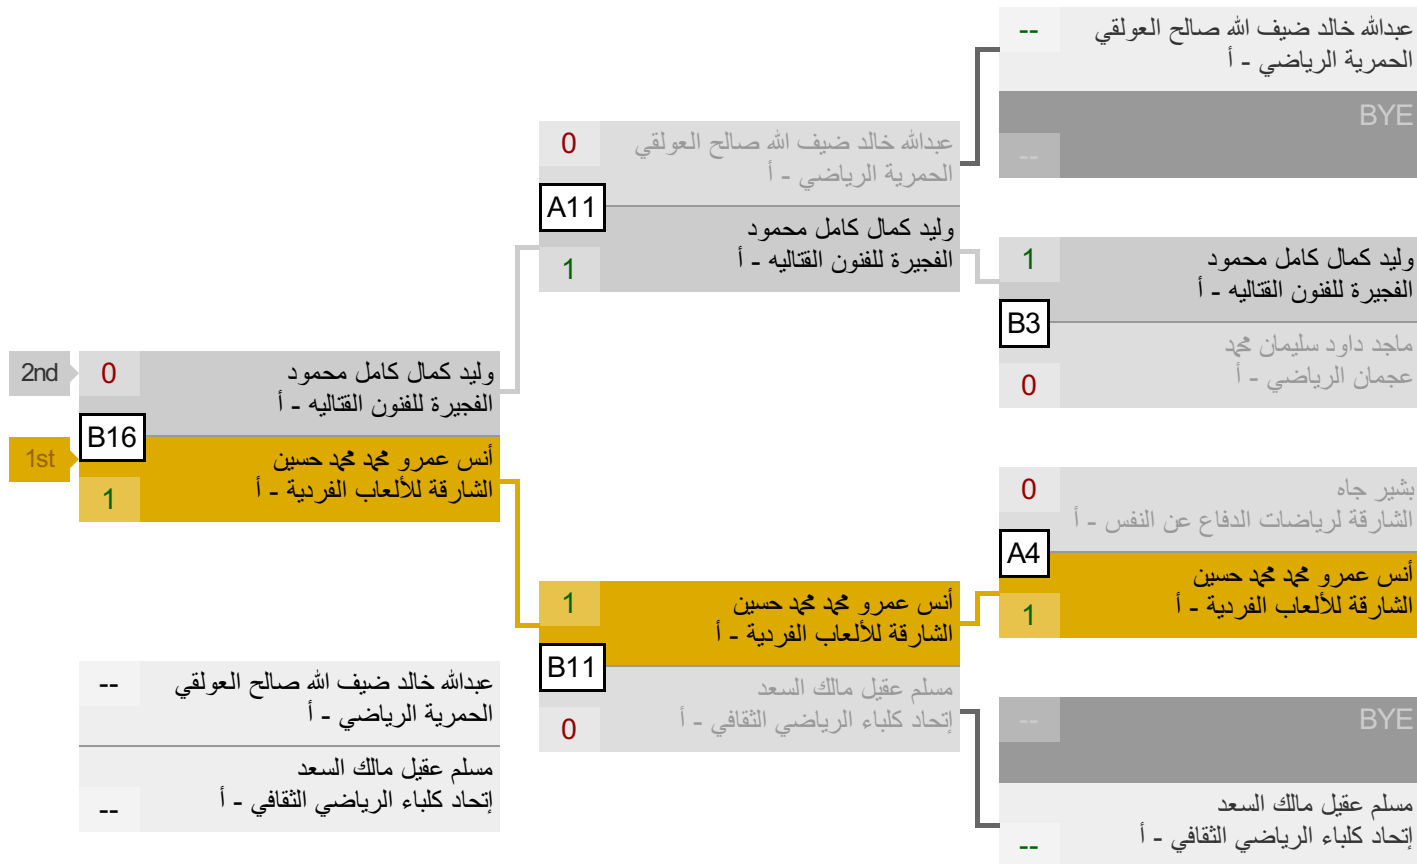 --
عبدالله خالد ضيف الله صالح العولقي
الحمرية الرياضي - أ
BYE
--
1
وليد كمال كامل محمود
الفجيرة للفنون القتاليه - أ
B3
ماجد داود سليمان محمد
عجمان الرياضي - أ
0
0
بشير جاه
الشارقة لرياضات الدفاع عن النفس - أ
A4
أنس عمرو محمد محمد حسين
الشارقة للألعاب الفردية - أ
1
--
BYE
مسلم عقيل مالك السعد
إتحاد كلباء الرياضي الثقافي - أ
--
0
عبدالله خالد ضيف الله صالح العولقي
الحمرية الرياضي - أ
A11
وليد كمال كامل محمود
الفجيرة للفنون القتاليه - أ
1
1
أنس عمرو محمد محمد حسين
الشارقة للألعاب الفردية - أ
B11
مسلم عقيل مالك السعد
إتحاد كلباء الرياضي الثقافي - أ
0
2nd
0
وليد كمال كامل محمود
الفجيرة للفنون القتاليه - أ
B16
1st
أنس عمرو محمد محمد حسين
الشارقة للألعاب الفردية - أ
1
--
عبدالله خالد ضيف الله صالح العولقي
الحمرية الرياضي - أ
مسلم عقيل مالك السعد
إتحاد كلباء الرياضي الثقافي - أ
--